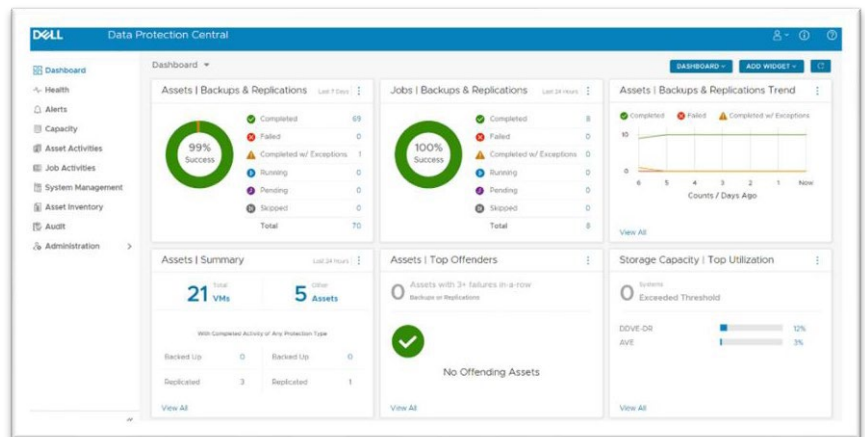 DELL Data Protection Central
Dashboard
Health
Alerts
Capacity
Asset Activities
Job Activities
System Management
Asset Inventory
Audit
Administration
Dashboard
DASHBOARD
ADD WIDGET
Assets | Backups & Replications Last 7 Days
99%
Success
Completed 69
Failed 0
Completed w/ Exceptions 1
Running 0
Pending 0
Skipped 0
Total 70
Jobs | Backups & Replications Last 24 Hours
100%
Success
Completed 8
Failed 0
Completed w/ Exceptions 0
Running 0
Pending 0
Skipped 0
Total 8
Assets | Backups & Replications Trend
Completed Failed Completed w/ Exceptions
10
0
6 5 4 3 2 1 Now
Counts / Days Ago
View All
Assets | Summary Last 24 Hours
21 Total VMs
5 Other Assets
With Completed Activity of Any Protection Type
Backed Up 0 Backed Up 0
Replicated 3 Replicated 1
View All
Assets | Top Offenders
0 Assets with 3+ failures in-a-row
Backups or Replications
No Offending Assets
View All
Storage Capacity | Top Utilization
0 Systems
Exceeded Threshold
DDVE-DR 12%
AVE 3%
View All